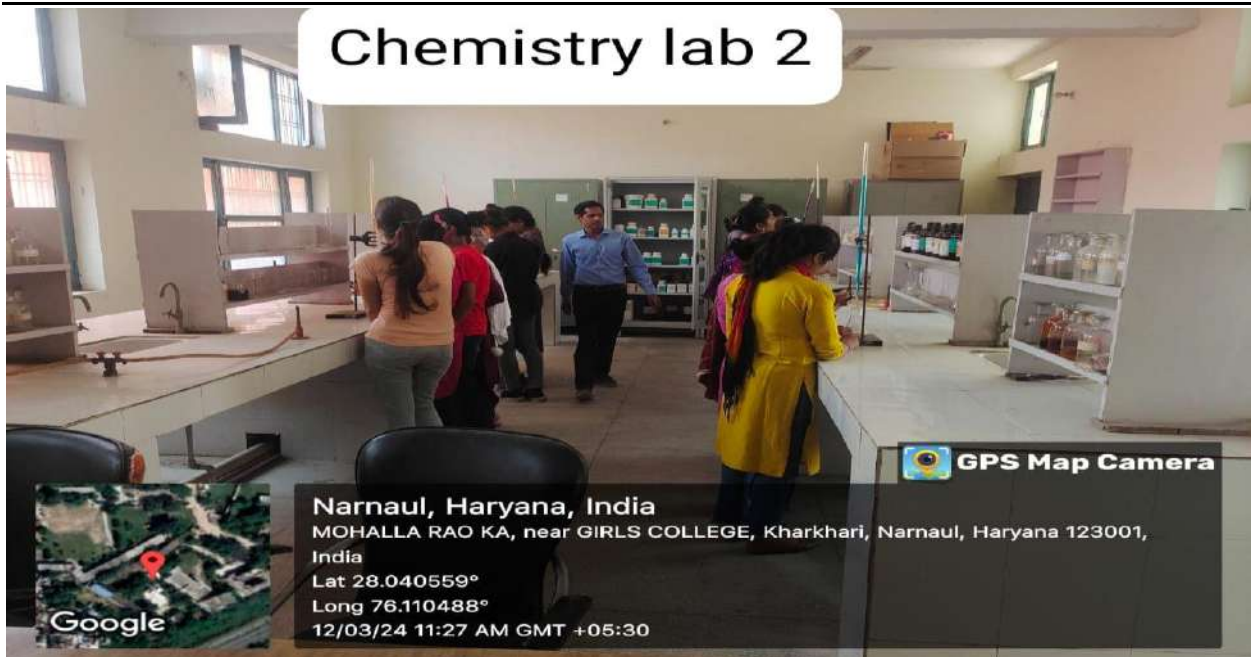 Chemistry lab 2
GPS Map Camera
Narnaul, Haryana, India
MOHALLA RAO KA, near GIRLS COLLEGE, Kharkhari, Narnaul, Haryana 123001,
India
Lat 28.040559°
Long 76.110488°
12/03/24 11:27 AM GMT +05:30
Google